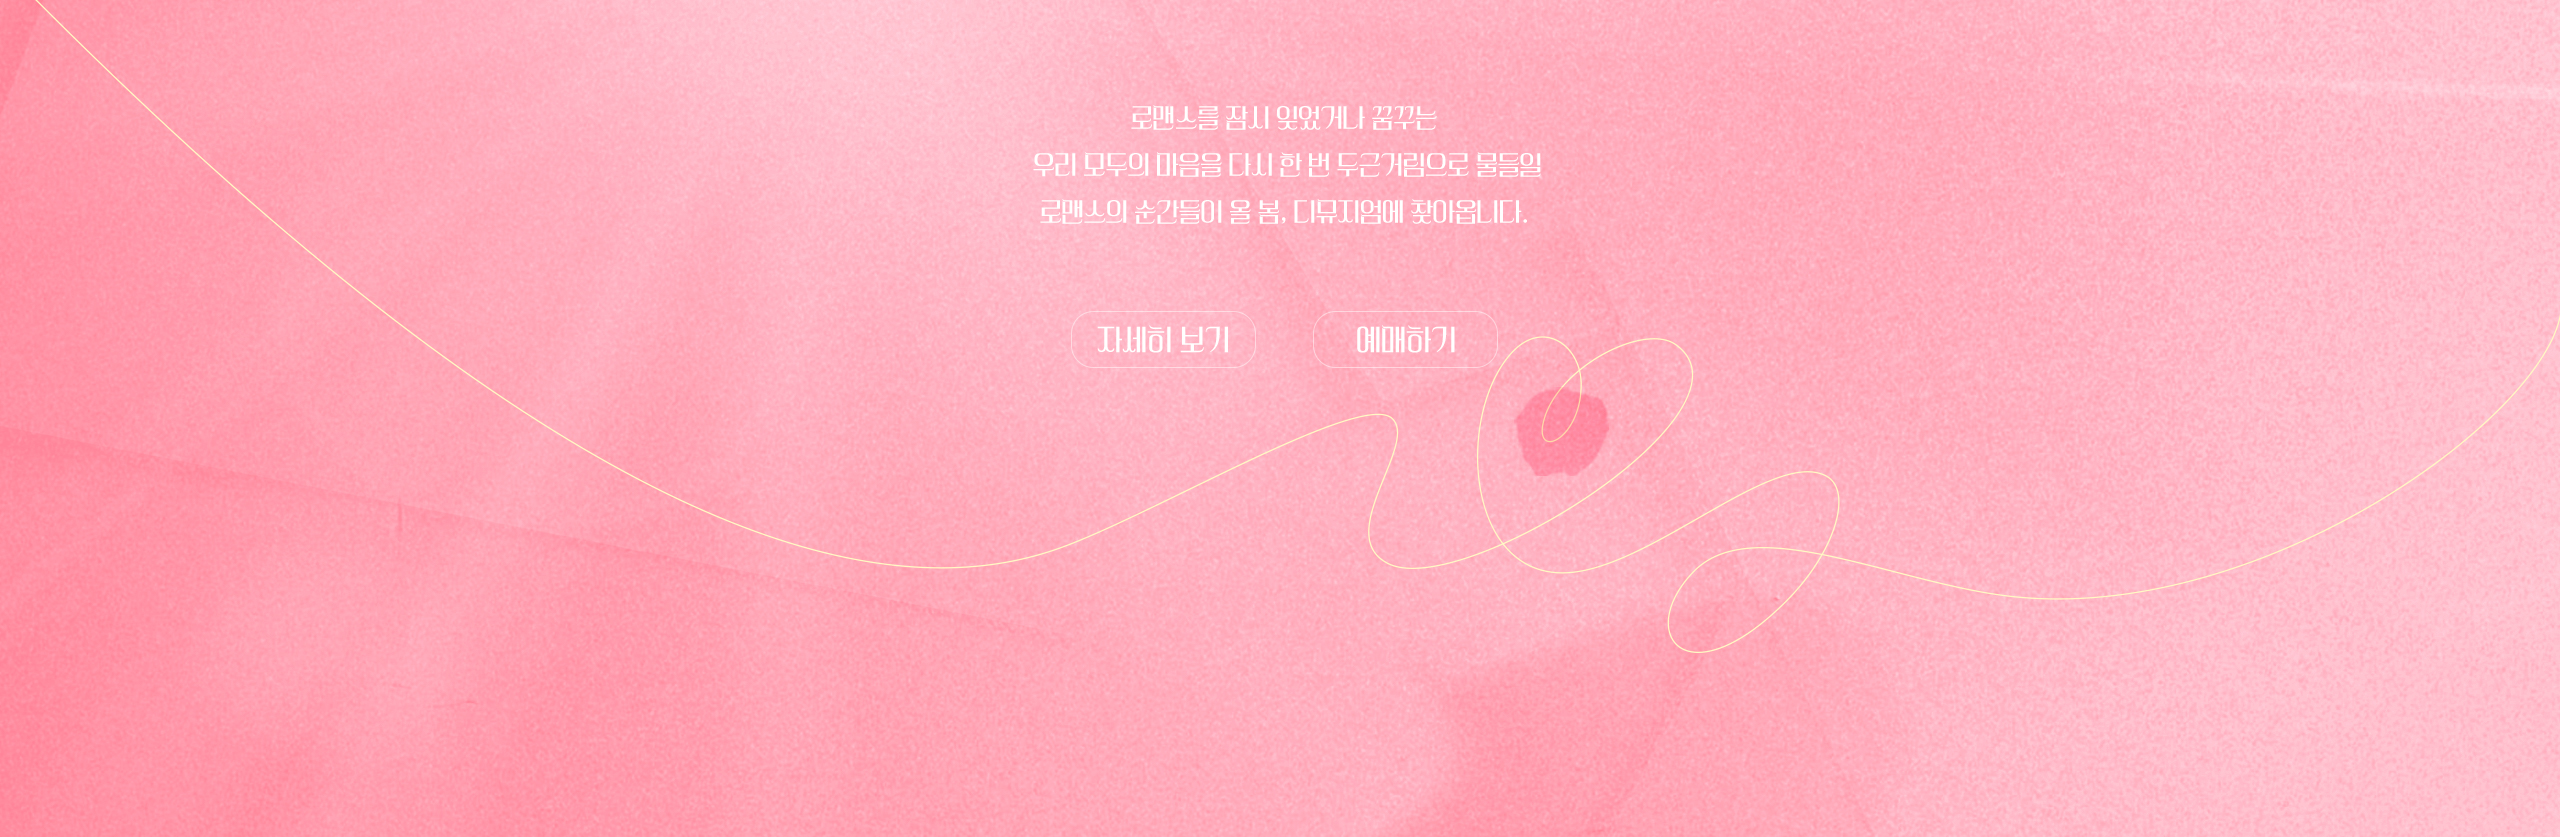 로맨스를 잠시 잊었거나 꿈꾸는
우리 모두의 마음을 다시 한 번 두근거림으로 물들일
로맨스의 순간들이 올 봄, 디뮤지엄에 찾아옵니다.
자세히 보기
예매하기